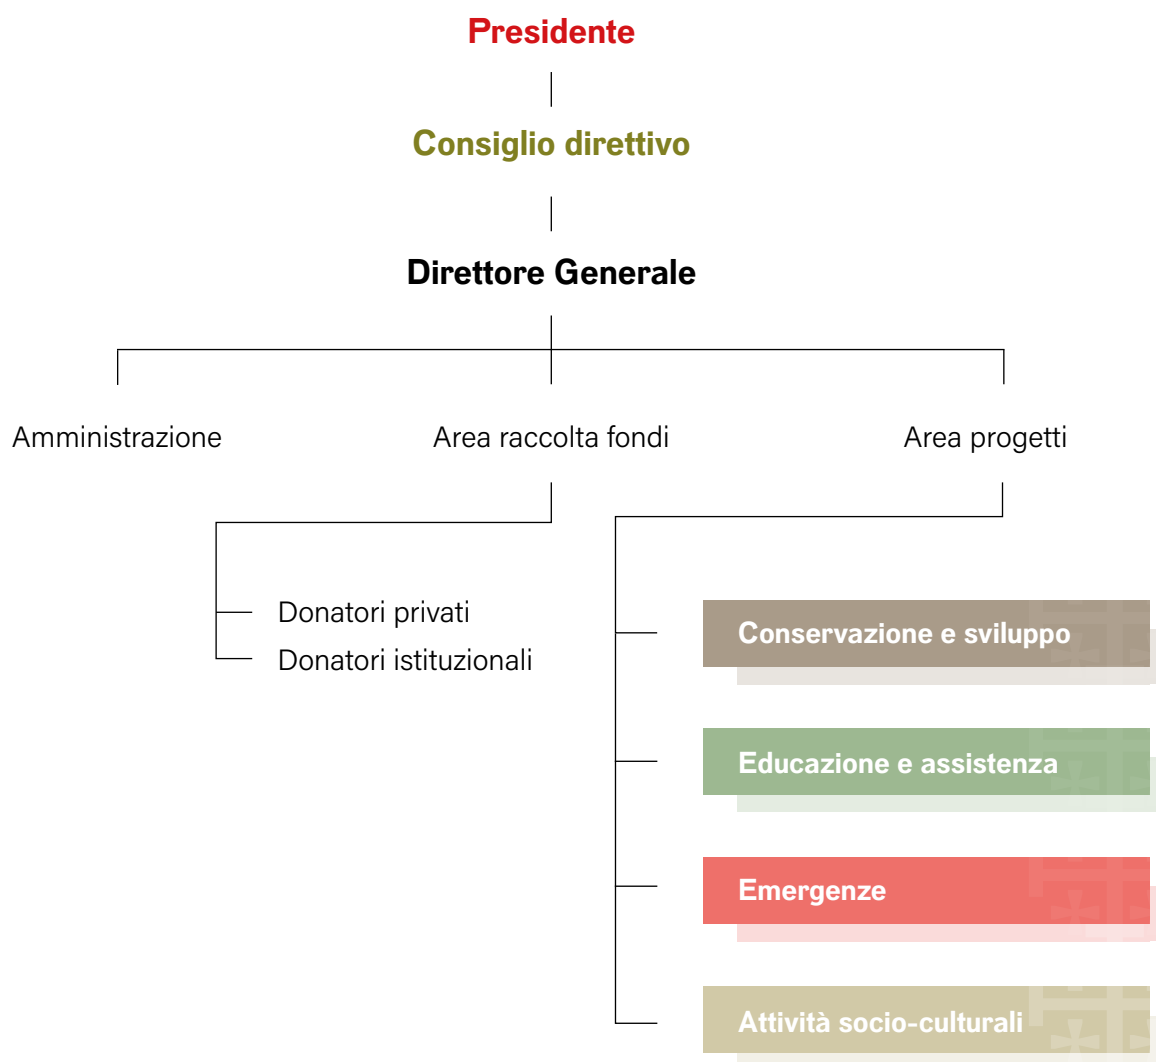 Presidente
Consiglio direttivo
Direttore Generale
Amministrazione
Area raccolta fondi
Area progetti
Donatori privati
Donatori istituzionali
Conservazione e sviluppo
Educazione e assistenza
Emergenze
Attività socio-culturali